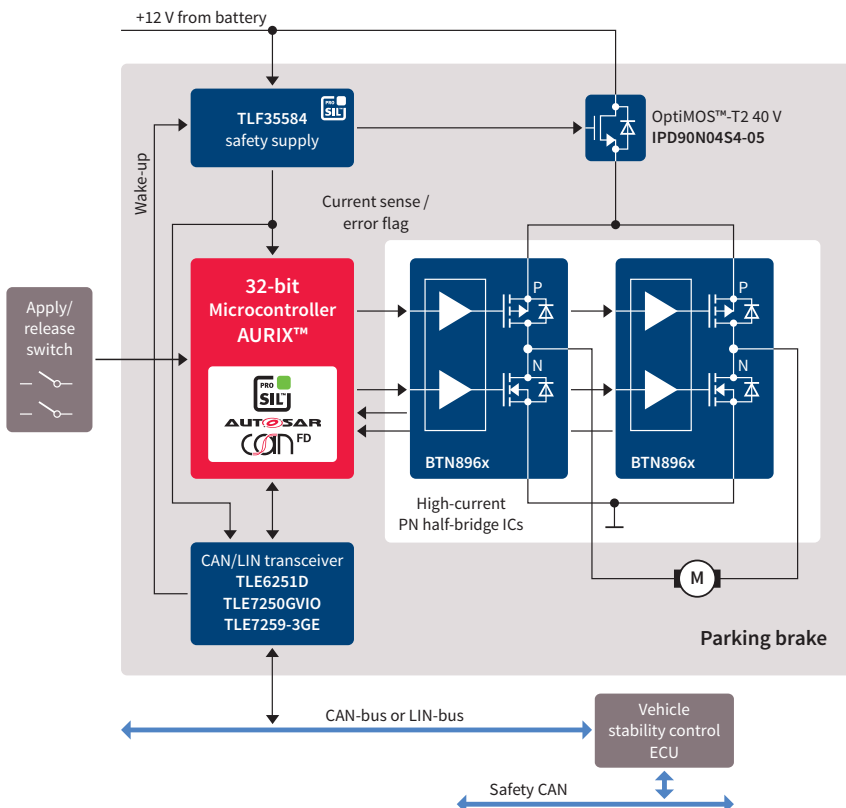 +12 V from battery
TLF35584
PRO
SIL
safety supply
OptiMOS™-T2 40 V
IPD90N04S4-05
Wake-up
Current sense /
error flag
32-bit
Microcontroller
AURIX™
PRO
SIL™
AUTOSAR
CAN FD
Apply/
release
switch
P
N
BTN896x
P
N
BTN896x
High-current
PN half-bridge ICs
CAN/LIN transceiver
TLE6251D
TLE7250GVIO
TLE7259-3GE
M
Parking brake
CAN-bus or LIN-bus
Vehicle
stability control
ECU
Safety CAN